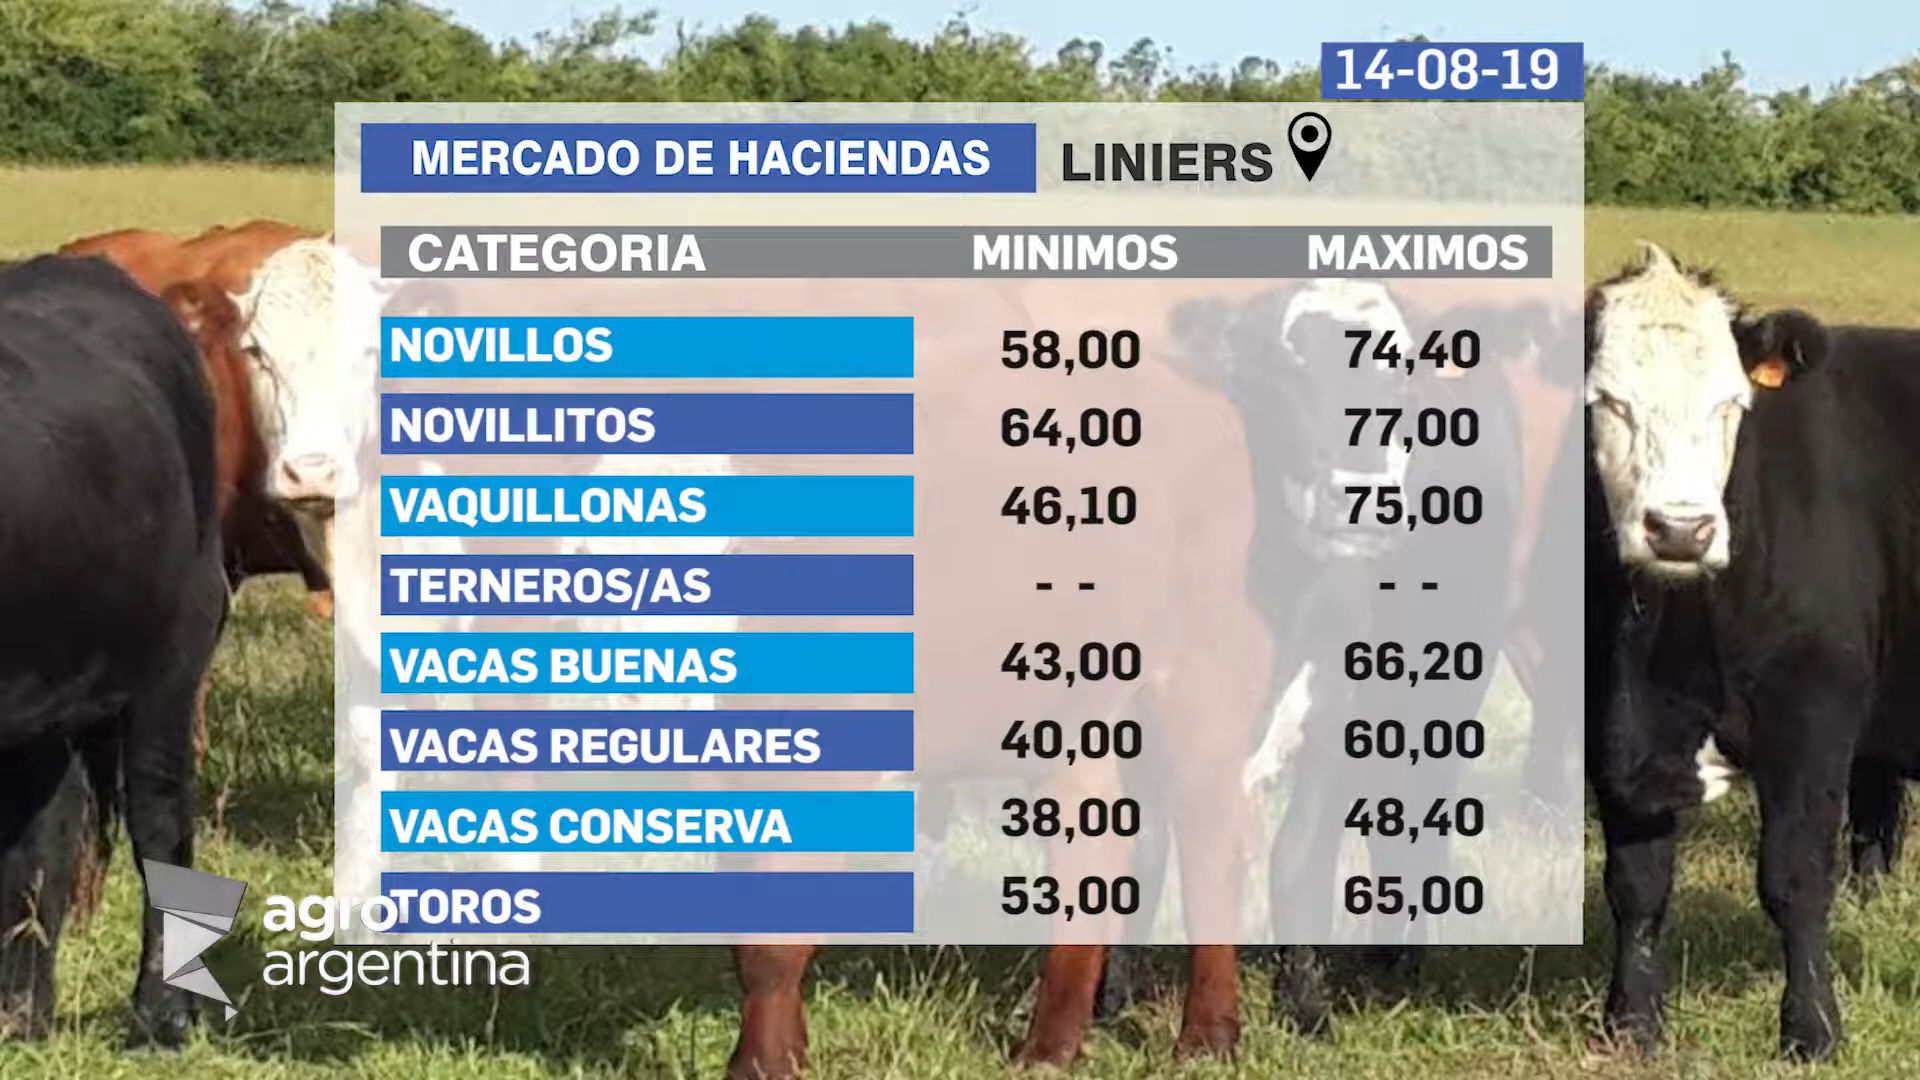 14-08-19
MERCADO DE HACIENDAS LINIERS
CATEGORIA MINIMOS MAXIMOS
NOVILLOS 58,00 74,40
NOVILLITOS 64,00 77,00
VAQUILLONAS 46,10 75,00
TERNEROS/AS - - - -
VACAS BUENAS 43,00 66,20
VACAS REGULARES 40,00 60,00
VACAS CONSERVA 38,00 48,40
TOROS 53,00 65,00
agro
argentina